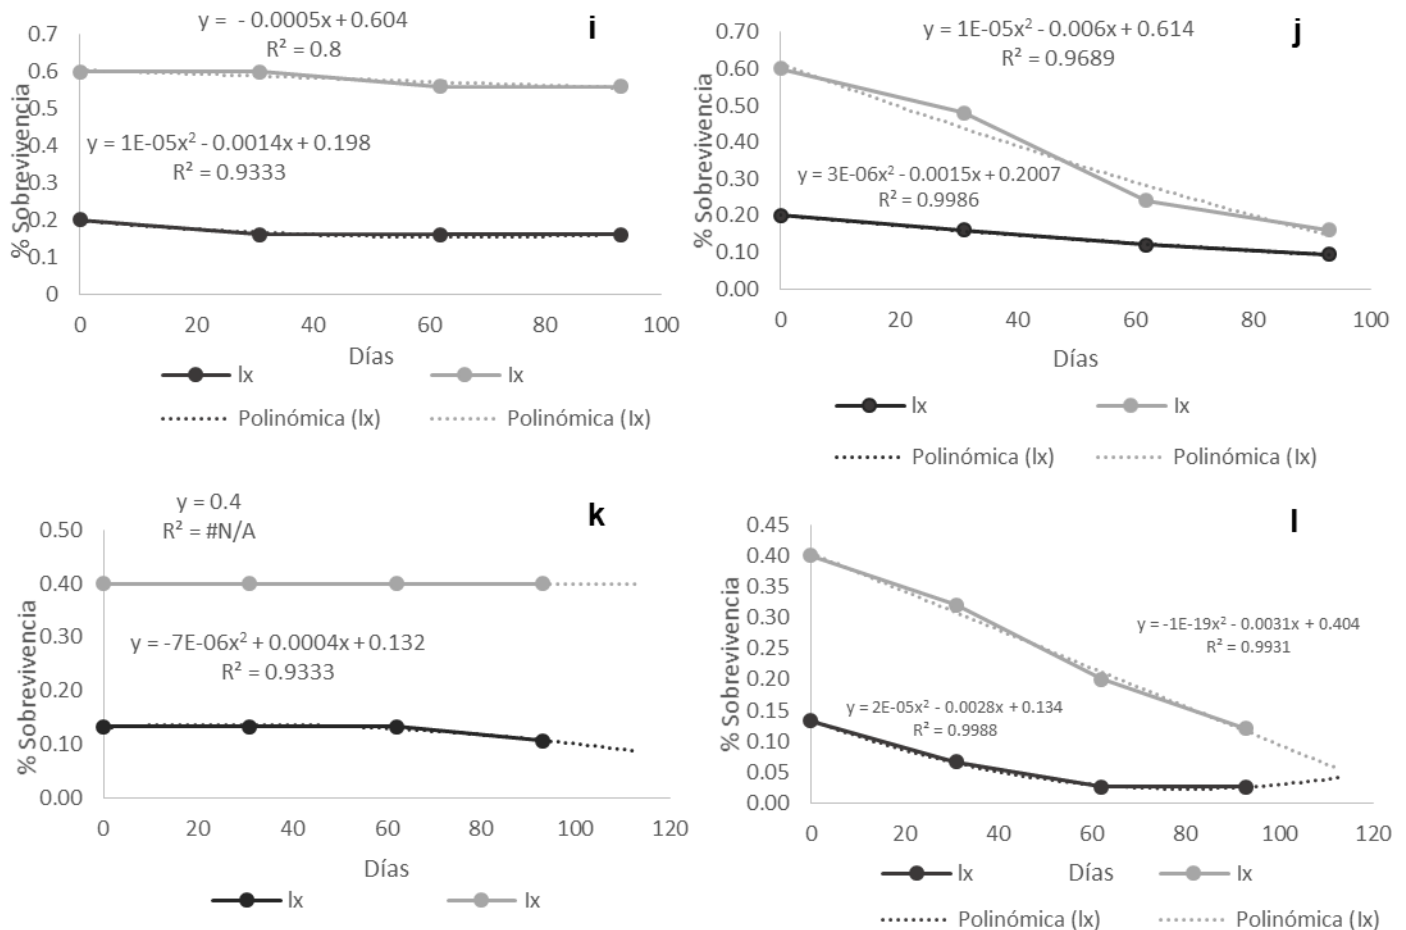 y = - 0.0005x + 0.604
R² = 0.8
i
0.7
0.6
0.5
0.4
0.3
0.2
0.1
0
% Sobrevivencia
y = 1E-05x² - 0.0014x + 0.198
R² = 0.9333
0 20 40 60 80 100
Días
lx lx
Polinómica (lx) Polinómica (lx)
y = 1E-05x² - 0.006x + 0.614
R² = 0.9689
j
0.70
0.60
0.50
0.40
0.30
0.20
0.10
0.00
% Sobrevivencia
y = 3E-06x² - 0.0015x + 0.2007
R² = 0.9986
0 20 40 60 80 100
Días
lx lx
Polinómica (lx) Polinómica (lx)
y = 0.4
R² = #N/A
k
0.50
0.40
0.30
0.20
0.10
0.00
% Sobrevivencia
y = -7E-06x² + 0.0004x + 0.132
R² = 0.9333
0 20 40 60 80 100 120
Días
lx lx
l
0.45
0.40
0.35
0.30
0.25
0.20
0.15
0.10
0.05
0.00
% Sobrevivencia
y = -1E-19x² - 0.0031x + 0.404
R² = 0.9931
y = 2E-05x² - 0.0028x + 0.134
R² = 0.9988
0 20 40 60 80 100 120
lx Días lx
Polinómica (lx) Polinómica (lx)